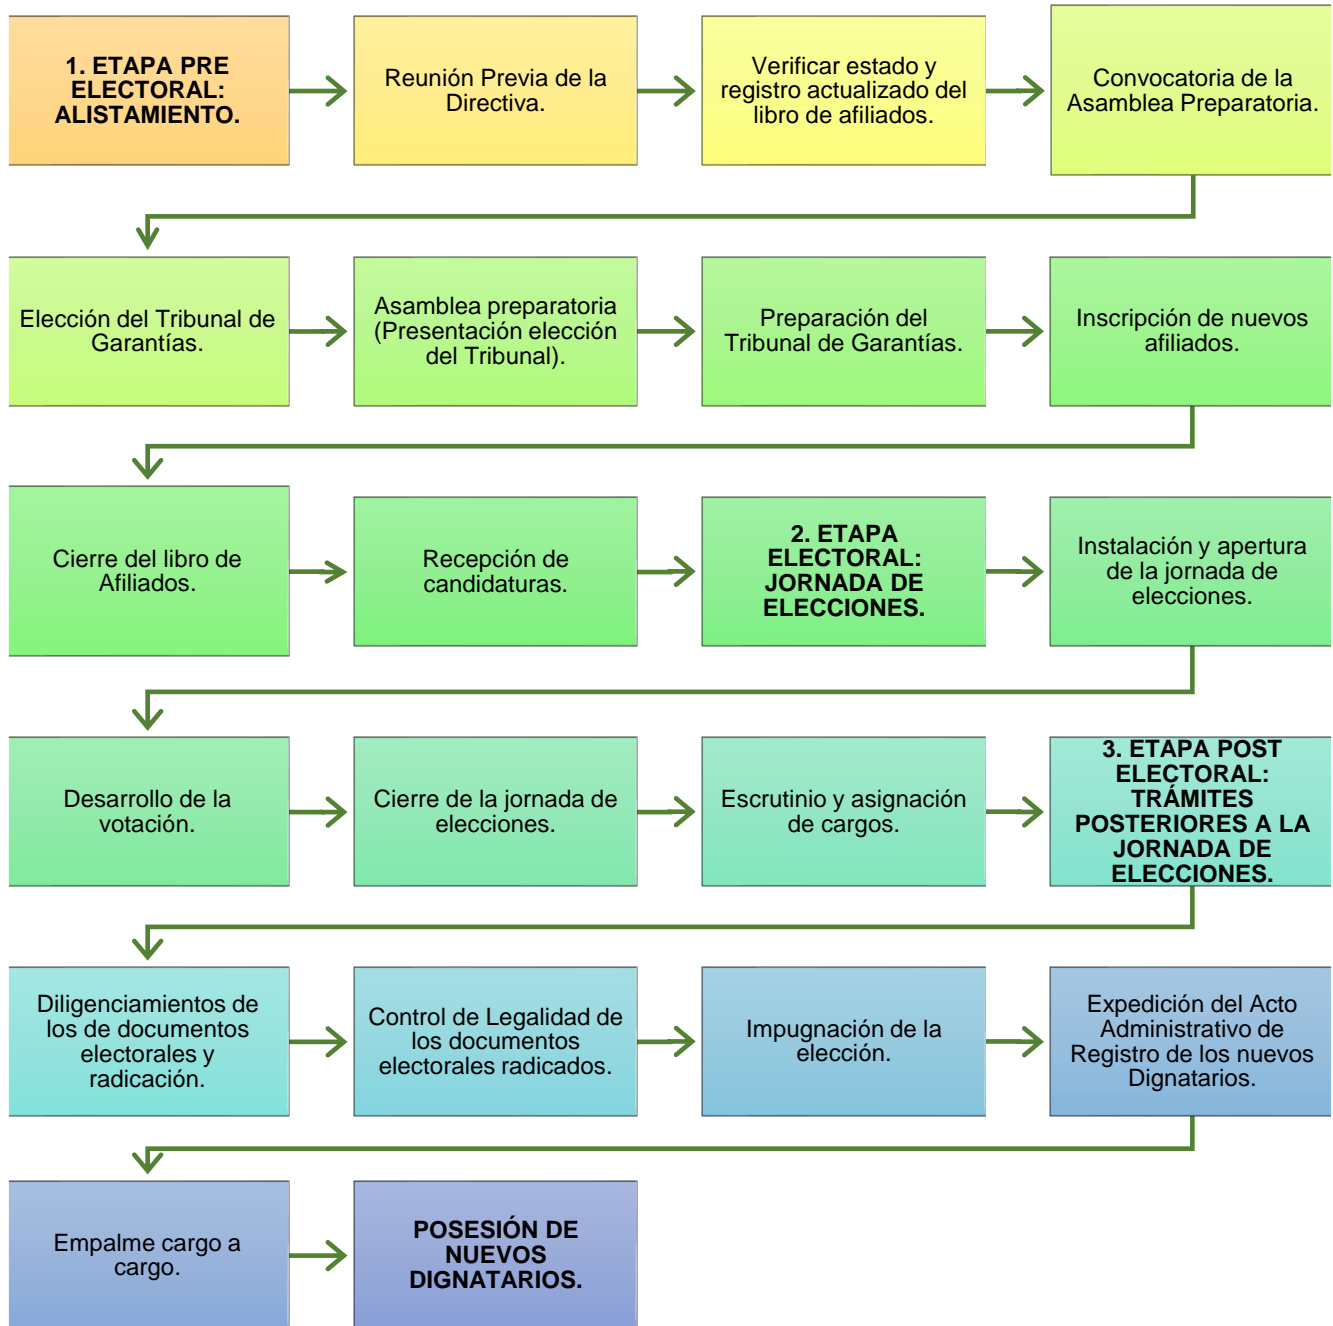 1. ETAPA PRE
ELECTORAL:
ALISTAMIENTO.
Reunión Previa de la
Directiva.
Verificar estado y
registro actualizado del
libro de afiliados.
Convocatoria de la
Asamblea Preparatoria.
Elección del Tribunal de
Garantías.
Asamblea preparatoria
(Presentación elección
del Tribunal).
Preparación del
Tribunal de Garantías.
Inscripción de nuevos
afiliados.
Cierre del libro de
Afiliados.
Recepción de
candidaturas.
2. ETAPA
ELECTORAL:
JORNADA DE
ELECCIONES.
Instalación y apertura
de la jornada de
elecciones.
Desarrollo de la
votación.
Cierre de la jornada de
elecciones.
Escrutinio y asignación
de cargos.
3. ETAPA POST
ELECTORAL:
TRÁMITES
POSTERIORES A LA
JORNADA DE
ELECCIONES.
Diligenciamientos de
los de documentos
electorales y
radicación.
Control de Legalidad de
los documentos
electorales radicados.
Impugnación de la
elección.
Expedición del Acto
Administrativo de
Registro de los nuevos
Dignatarios.
Empalme cargo a
cargo.
POSESIÓN DE
NUEVOS
DIGNATARIOS.